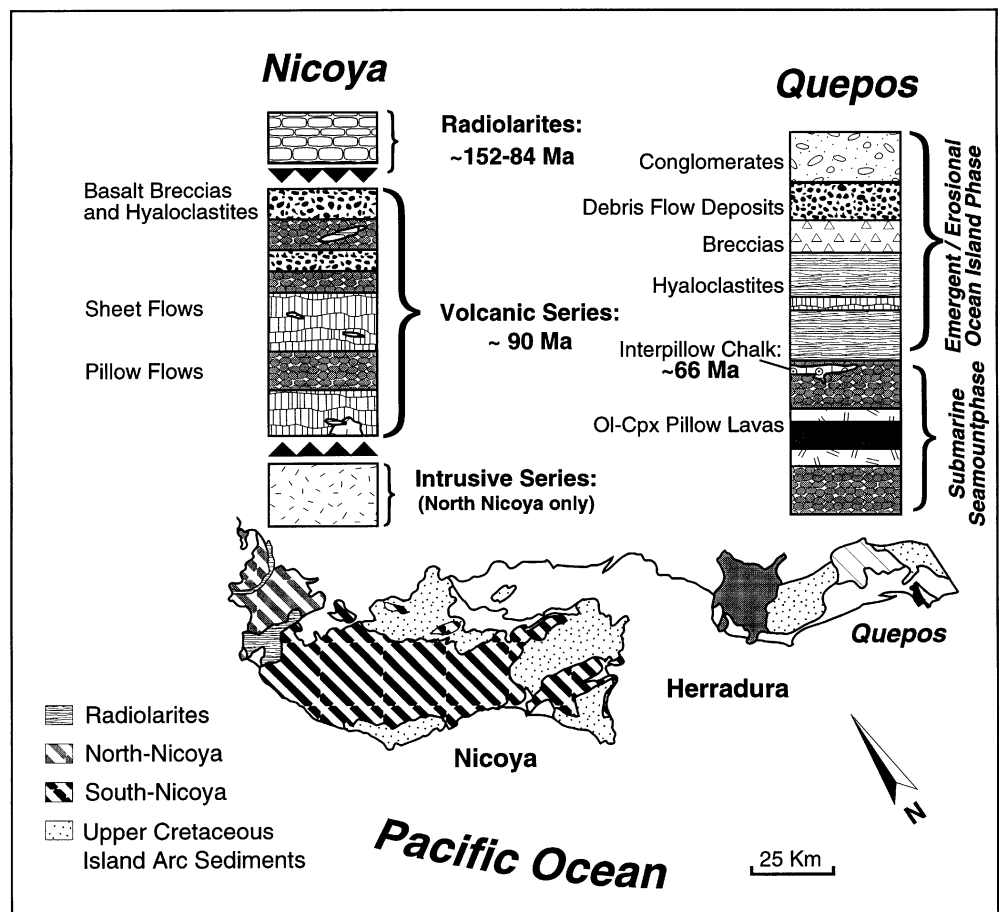 Nicoya
Radiolarites:
~152-84 Ma
Basalt Breccias
and Hyaloclastites
Sheet Flows
Volcanic Series:
~ 90 Ma
Pillow Flows
Intrusive Series:
(North Nicoya only)
Quepos
Conglomerates
Debris Flow Deposits
Breccias
Hyaloclastites
Interpillow Chalk:
~66 Ma
Ol-Cpx Pillow Lavas
Emergent / Erosional
Ocean Island Phase
Submarine
Seamountphase
Quepos
Herradura
Nicoya
Radiolarites
North-Nicoya
South-Nicoya
Upper Cretaceous
Island Arc Sediments
Pacific Ocean
25 Km
N